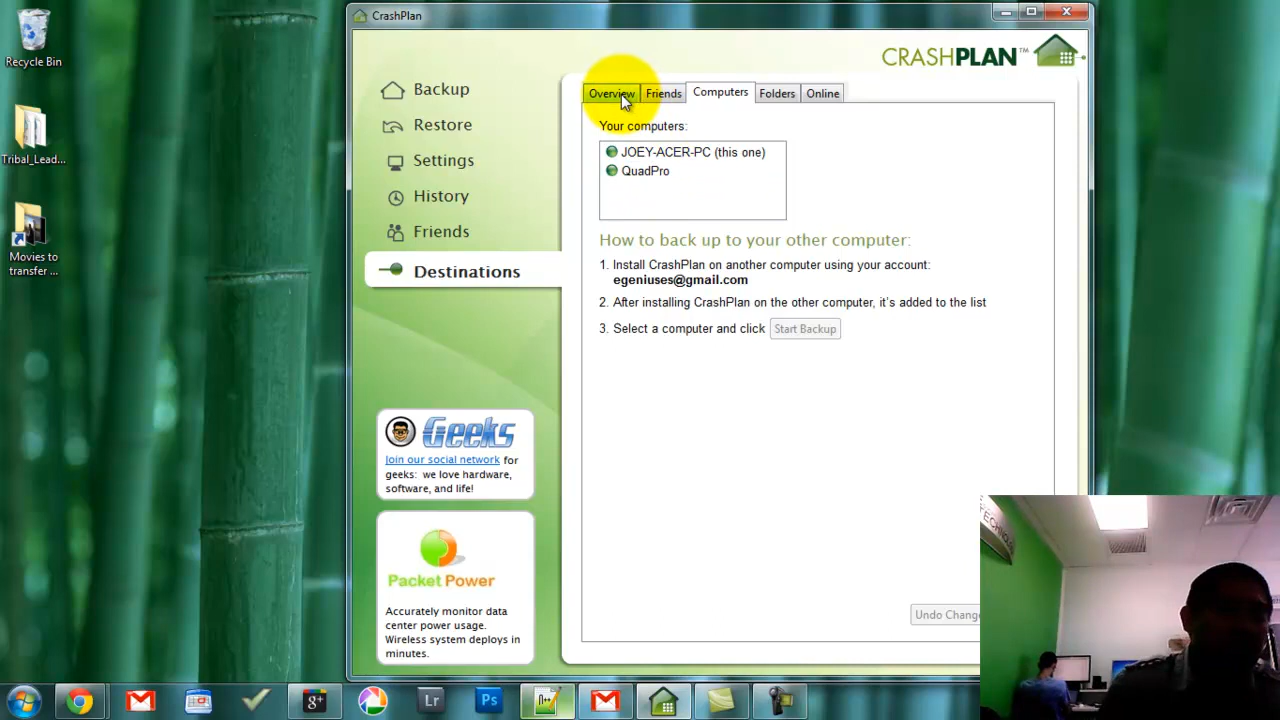 CrashPlan
Recycle Bin
Tribal_Lead...
Movies to
transfer ...
CRASHPLAN™
Backup
Restore
Settings
History
Friends
Destinations
Overview
Friends
Computers
Folders
Online
Your computers:
JOEY-ACER-PC (this one)
QuadPro
How to back up to your other computer:
1. Install CrashPlan on another computer using your account:
egeniuses@gmail.com
2. After installing CrashPlan on the other computer, it's added to the list
3. Select a computer and click Start Backup
Geeks
Join our social network for
geeks: we love hardware,
software, and life!
Packet Power
Accurately monitor data
center power usage.
Wireless system deploys in
minutes.
Undo Chang
Lr
Ps